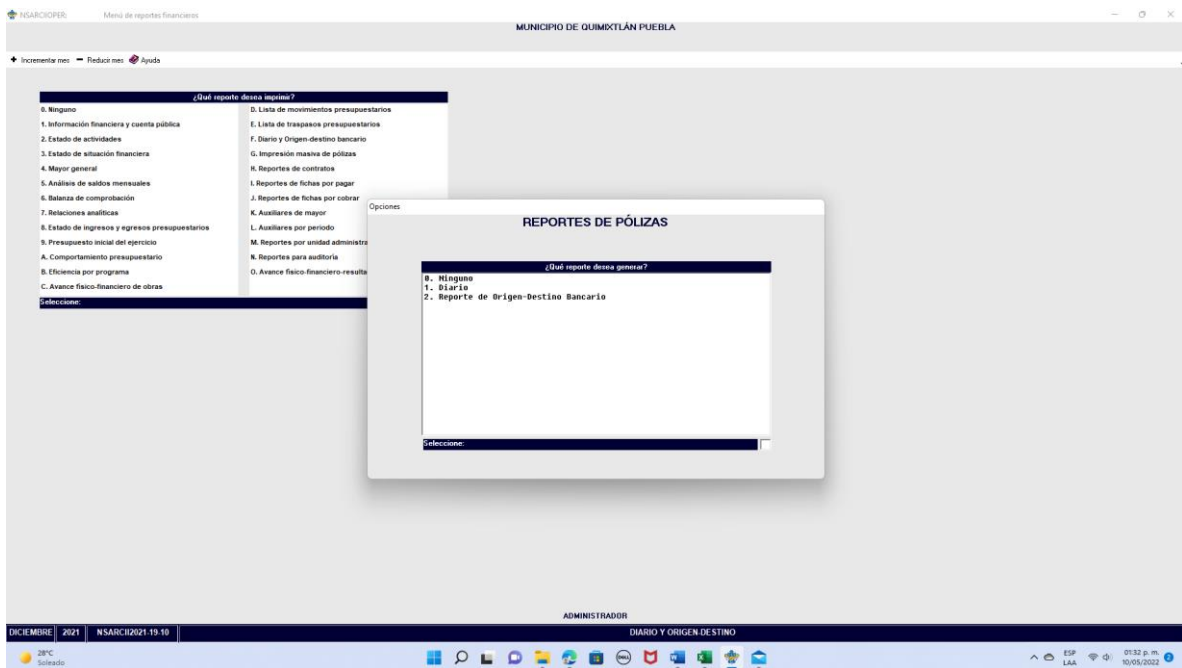 NSARCIIOPER: Menú de reportes financieros
MUNICIPIO DE QUIMIXTLÁN PUEBLA
Incrementar mes Reducir mes Ayuda
¿Qué reporte desea imprimir?
0. Ninguno
1. Información financiera y cuenta pública
2. Estado de actividades
3. Estado de situación financiera
4. Mayor general
5. Análisis de saldos mensuales
6. Balanza de comprobación
7. Relaciones analíticas
8. Estado de ingresos y egresos presupuestarios
9. Presupuesto inicial del ejercicio
A. Comportamiento presupuestario
B. Eficiencia por programa
C. Avance físico-financiero de obras
D. Lista de movimientos presupuestarios
E. Lista de traspasos presupuestarios
F. Diario y Origen-destino bancario
G. Impresión masiva de pólizas
H. Reportes de contratos
I. Reportes de fichas por pagar
J. Reportes de fichas por cobrar
K. Auxiliares de mayor
L. Auxiliares por periodo
M. Reportes por unidad administra
N. Reportes para auditoría
O. Avance físico-financiero-resulta
Seleccione:
Opciones
REPORTES DE PÓLIZAS
¿Qué reporte desea generar?
0. Ninguno
1. Diario
2. Reporte de Origen-Destino Bancario
Seleccione:
ADMINISTRADOR
DICIEMBRE 2021 NSARCII2021-19-10 DIARIO Y ORIGEN-DESTINO
28°C
Soleado
DELL
ESP
LAA
01:32 p. m.
10/05/2022
2